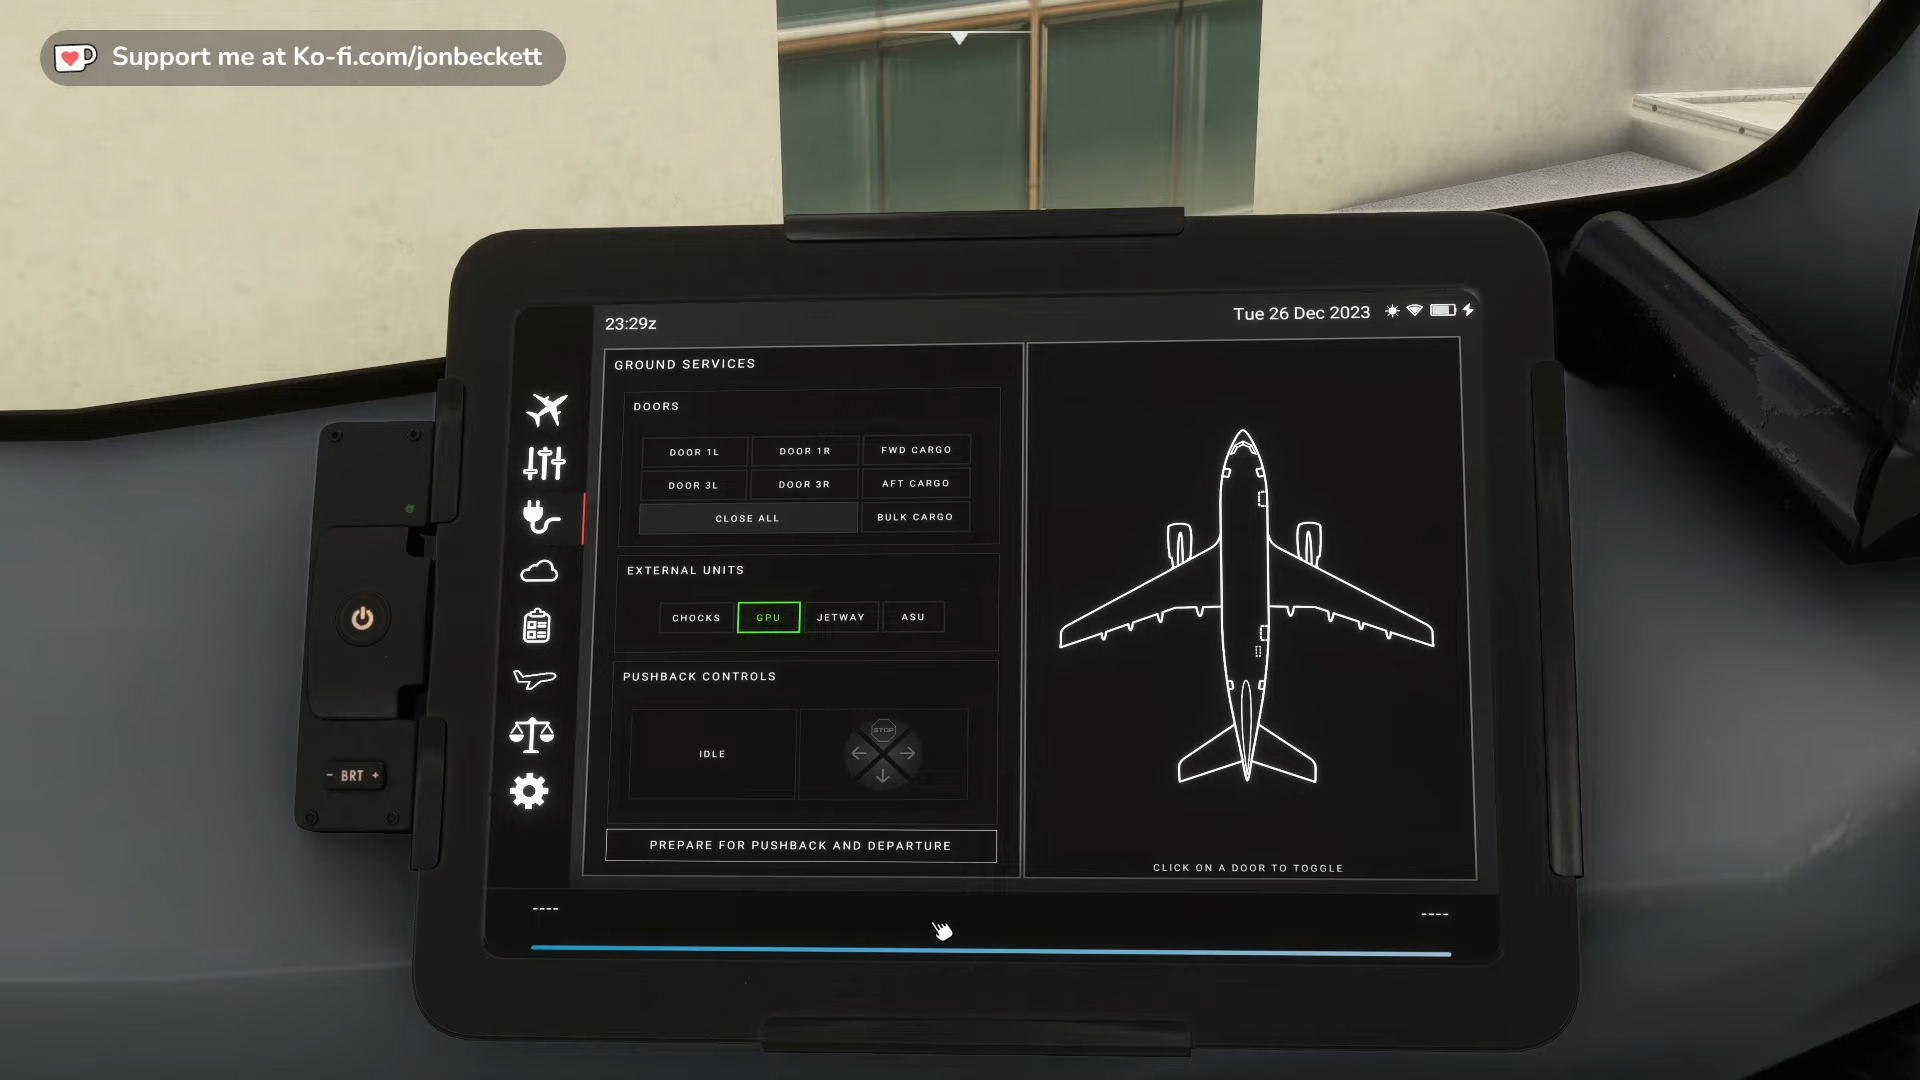 Support me at Ko-fi.com/jonbeckett
23:29z
Tue 26 Dec 2023
GROUND SERVICES
DOORS
DOOR 1L
DOOR 1R
FWD CARGO
DOOR 3L
DOOR 3R
AFT CARGO
CLOSE ALL
BULK CARGO
EXTERNAL UNITS
CHOCKS
GPU
JETWAY
ASU
PUSHBACK CONTROLS
IDLE
STOP
PREPARE FOR PUSHBACK AND DEPARTURE
CLICK ON A DOOR TO TOGGLE
- BRT +
----
----